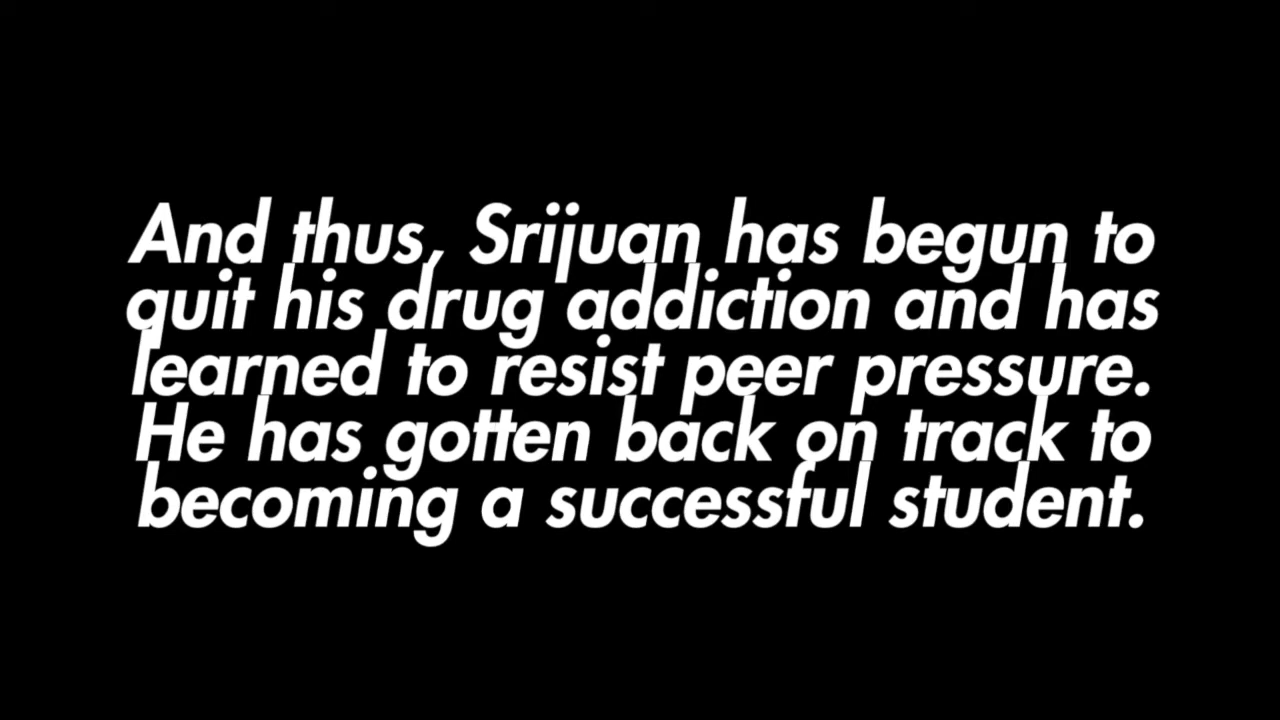 And thus, Srijuan has begun to
quit his drug addiction and has
learned to resist peer pressure.
He has gotten back on track to
becoming a successful student.